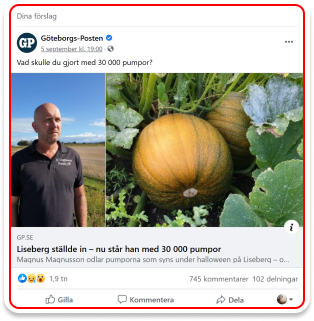 Dina förslag
GP
Göteborgs-Posten
5 september kl. 19:00 ·
Vad skulle du gjort med 30 000 pumpor?
i
GP.SE
Liseberg ställde in – nu står han med 30 000 pumpor
Magnus Magnusson odlar pumporna som syns under halloween på Liseberg – o...
1,9 tn
745 kommentarer 102 delningar
Gilla
Kommentera
Dela